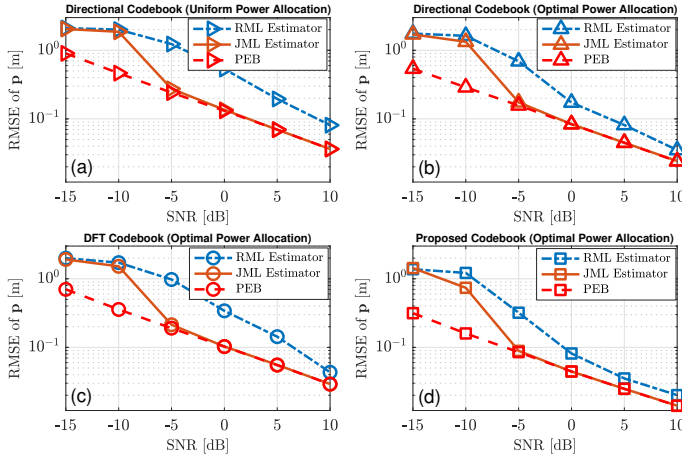 Directional Codebook (Uniform Power Allocation)
RMSE of p [m]
10^0
10^-1
RML Estimator
JML Estimator
PEB
(a)
-15 -10 -5 0 5 10
SNR [dB]
Directional Codebook (Optimal Power Allocation)
RMSE of p [m]
10^0
10^-1
RML Estimator
JML Estimator
PEB
(b)
-15 -10 -5 0 5 10
SNR [dB]
DFT Codebook (Optimal Power Allocation)
RMSE of p [m]
10^0
10^-1
RML Estimator
JML Estimator
PEB
(c)
-15 -10 -5 0 5 10
SNR [dB]
Proposed Codebook (Optimal Power Allocation)
RMSE of p [m]
10^0
10^-1
RML Estimator
JML Estimator
PEB
(d)
-15 -10 -5 0 5 10
SNR [dB]